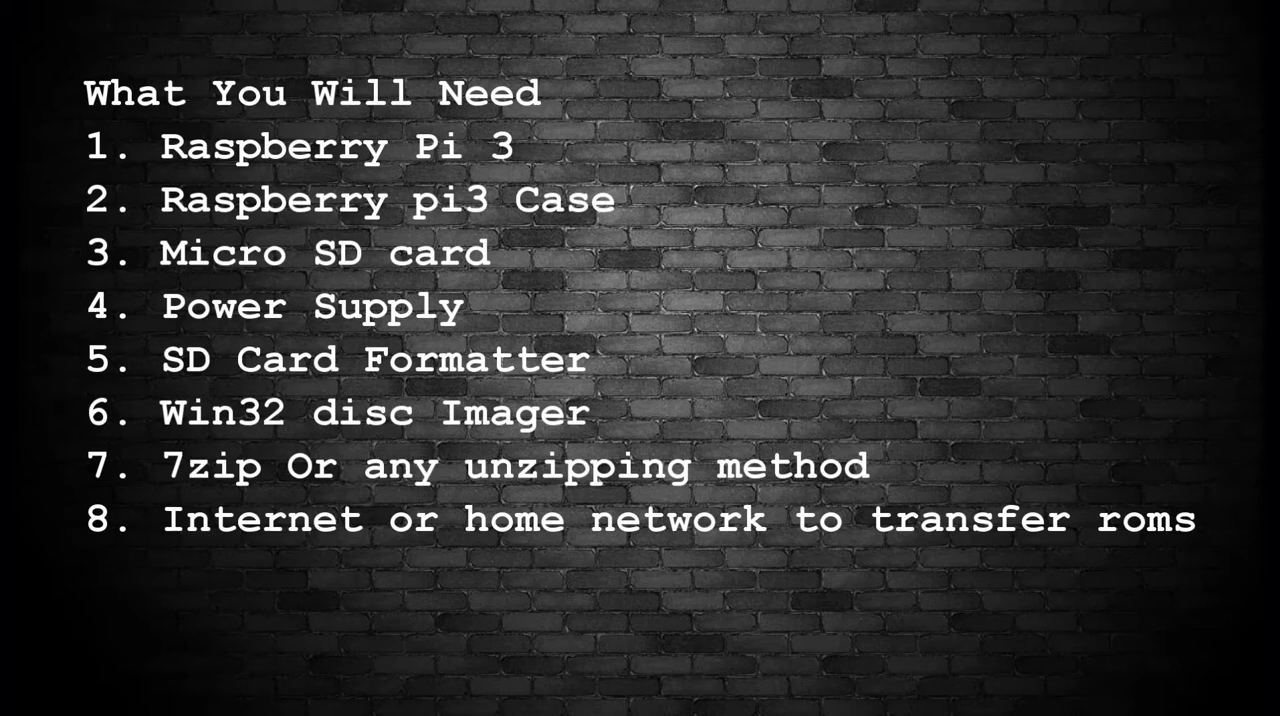 What You Will Need
1. Raspberry Pi 3
2. Raspberry pi3 Case
3. Micro SD card
4. Power Supply
5. SD Card Formatter
6. Win32 disc Imager
7. 7zip Or any unzipping method
8. Internet or home network to transfer roms